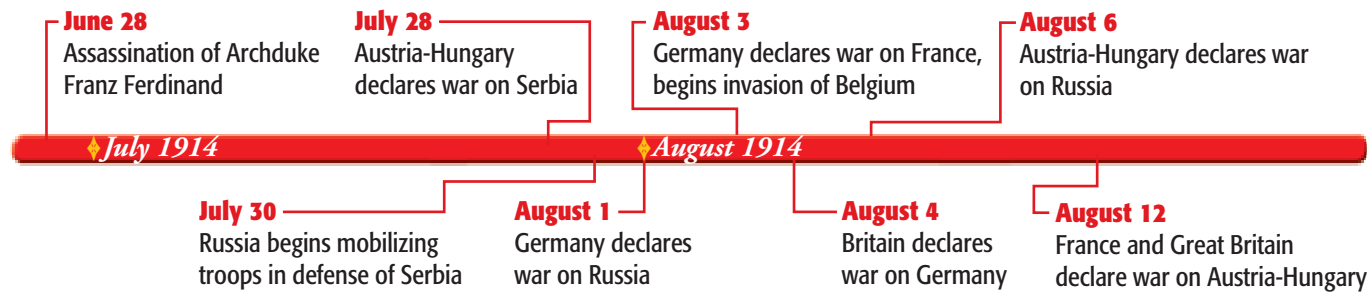 June 28
Assassination of Archduke
Franz Ferdinand
July 28
Austria-Hungary
declares war on Serbia
August 3
Germany declares war on France,
begins invasion of Belgium
August 6
Austria-Hungary declares war
on Russia
July 1914
August 1914
July 30
Russia begins mobilizing
troops in defense of Serbia
August 1
Germany declares
war on Russia
August 4
Britain declares
war on Germany
August 12
France and Great Britain
declare war on Austria-Hungary